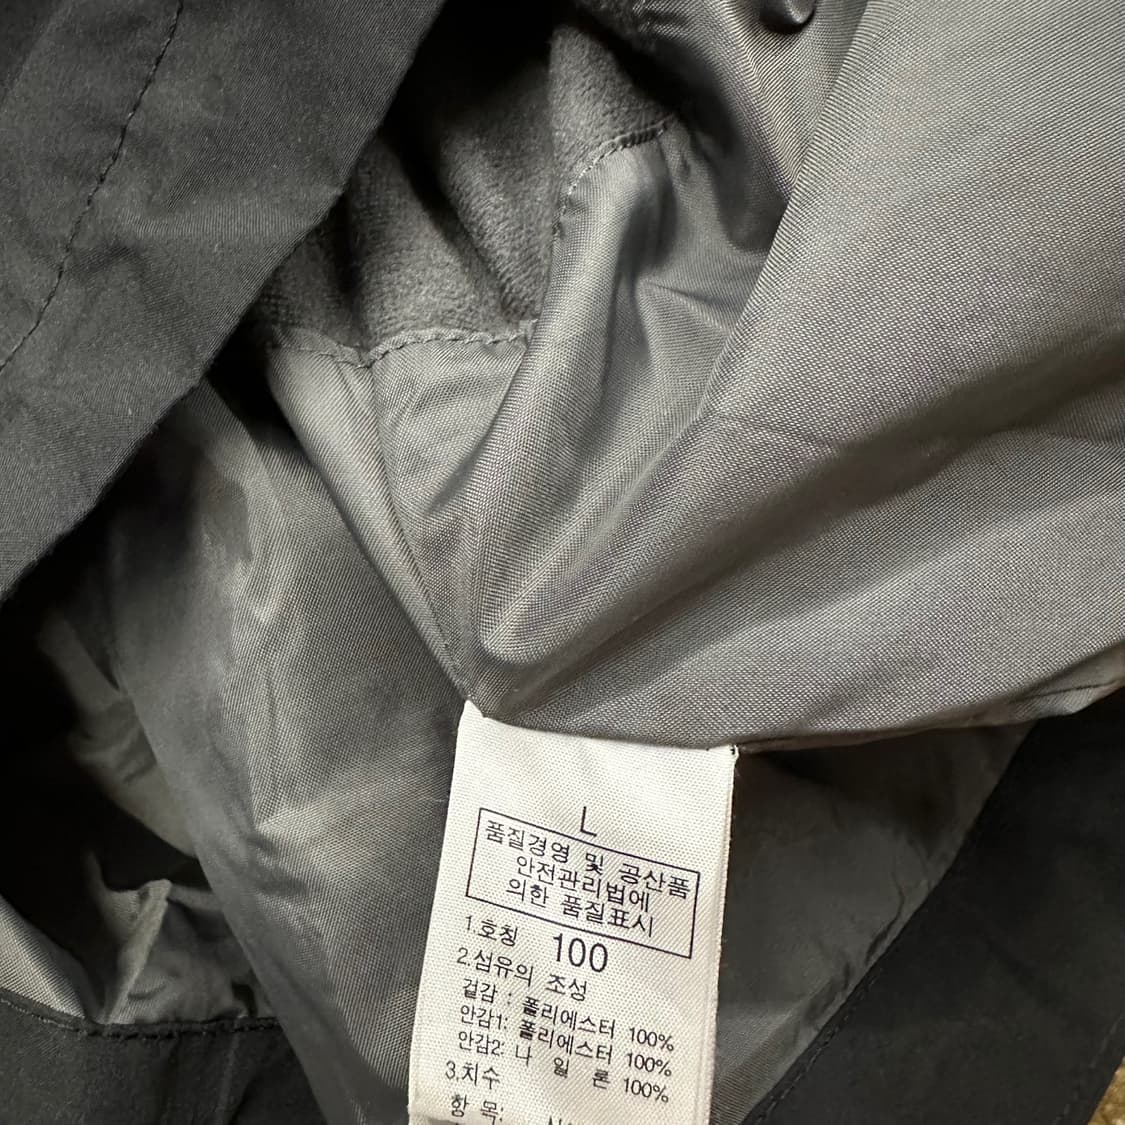 L
품질경영 및 공산품
안전관리법에
의한 품질표시
1.호칭 100
2.섬유의 조성
겉감 : 폴리에스터 100%
안감1: 폴리에스터 100%
안감2: 나 일 론 100%
3.치수
항 목: